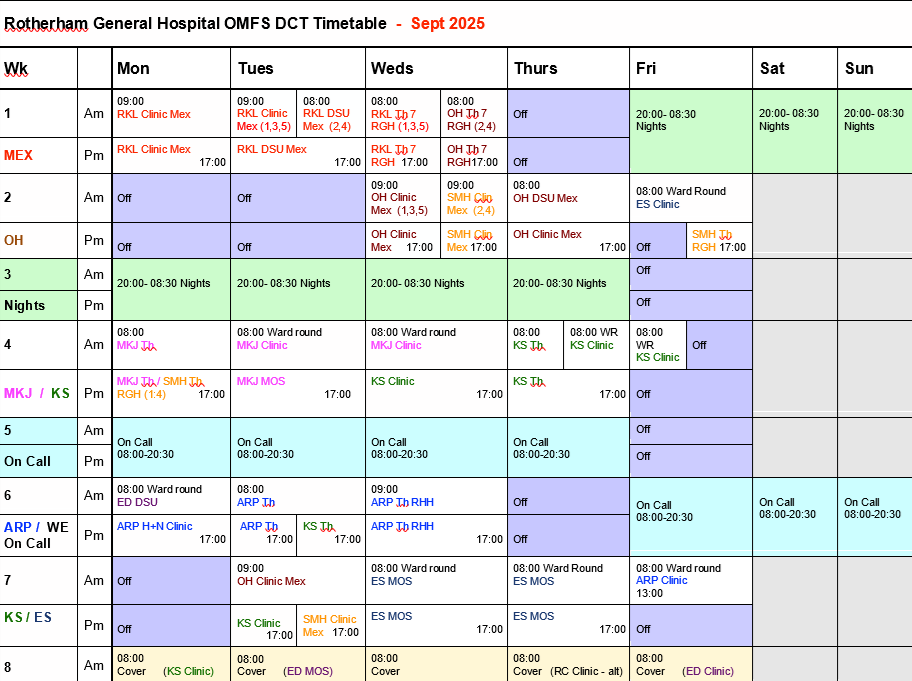 Rotherham General Hospital OMFS DCT Timetable - Sept 2025
Wk Mon Tues Weds Thurs Fri Sat Sun
1 Am
09:00
RKL Clinic Mex
09:00
RKL Clinic
Mex (1,3,5)
08:00
RKL DSU
Mex (2,4)
08:00
RKL Th 7
RGH (1,3,5)
08:00
OH Th 7
RGH (2,4)
Off
20:00- 08:30
Nights
20:00- 08:30
Nights
20:00- 08:30
Nights
MEX Pm
RKL Clinic Mex
17:00
RKL DSU Mex
17:00
RKL Th 7
RGH 17:00
OH Th 7
RGH17:00
Off
2 Am
Off
Off
09:00
OH Clinic
Mex (1,3,5)
09:00
SMH Clin
Mex (2,4)
08:00
OH DSU Mex
08:00 Ward Round
ES Clinic
OH Pm
Off
Off
OH Clinic
Mex 17:00
SMH Clin
Mex 17:00
OH Clinic Mex
17:00
Off
SMH Th
RGH 17:00
3 Am
20:00- 08:30 Nights
20:00- 08:30 Nights
20:00- 08:30 Nights
20:00- 08:30 Nights
Off
Nights Pm
Off
4 Am
08:00
MKJ Th
08:00 Ward round
MKJ Clinic
08:00 Ward round
MKJ Clinic
08:00
KS Th
08:00 WR
KS Clinic
08:00
WR
KS Clinic
Off
MKJ / KS Pm
MKJ Th / SMH Th
RGH (1:4) 17:00
MKJ MOS
17:00
KS Clinic
17:00
KS Th
17:00
Off
5 Am
On Call
08:00-20:30
On Call
08:00-20:30
On Call
08:00-20:30
On Call
08:00-20:30
Off
On Call Pm
Off
6 Am
08:00 Ward round
ED DSU
08:00
ARP Th
09:00
ARP Th RHH
Off
On Call
08:00-20:30
On Call
08:00-20:30
On Call
08:00-20:30
ARP / WE
On Call
Pm
ARP H+N Clinic
17:00
ARP Th
17:00
KS Th
17:00
ARP Th RHH
17:00
Off
7 Am
Off
09:00
OH Clinic Mex
08:00 Ward round
ES MOS
08:00 Ward Round
ES MOS
08:00 Ward round
ARP Clinic
13:00
KS / ES Pm
Off
KS Clinic
17:00
SMH Clinic
Mex 17:00
ES MOS
17:00
ES MOS
17:00
Off
8 Am
08:00
Cover (KS Clinic)
08:00
Cover (ED MOS)
08:00
Cover
08:00
Cover (RC Clinic - alt)
08:00
Cover (ED Clinic)